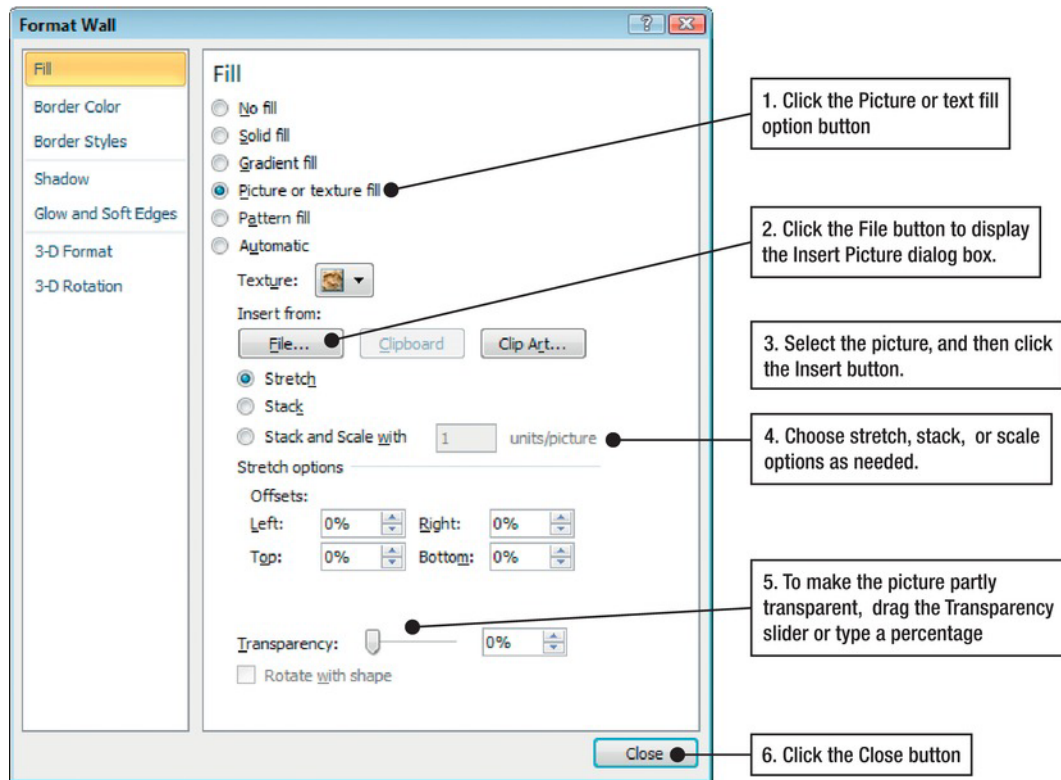 Format Wall
Fill
Border Color
Border Styles
Shadow
Glow and Soft Edges
3-D Format
3-D Rotation
Fill
No fill
Solid fill
Gradient fill
Picture or texture fill
Pattern fill
Automatic
Texture:
Insert from:
File... Clipboard Clip Art...
Stretch
Stack
Stack and Scale with 1 units/picture
Stretch options
Offsets:
Left: 0% Right: 0%
Top: 0% Bottom: 0%
Transparency: 0%
Rotate with shape
Close
1. Click the Picture or text fill
option button
2. Click the File button to display
the Insert Picture dialog box.
3. Select the picture, and then click
the Insert button.
4. Choose stretch, stack, or scale
options as needed.
5. To make the picture partly
transparent, drag the Transparency
slider or type a percentage
6. Click the Close button